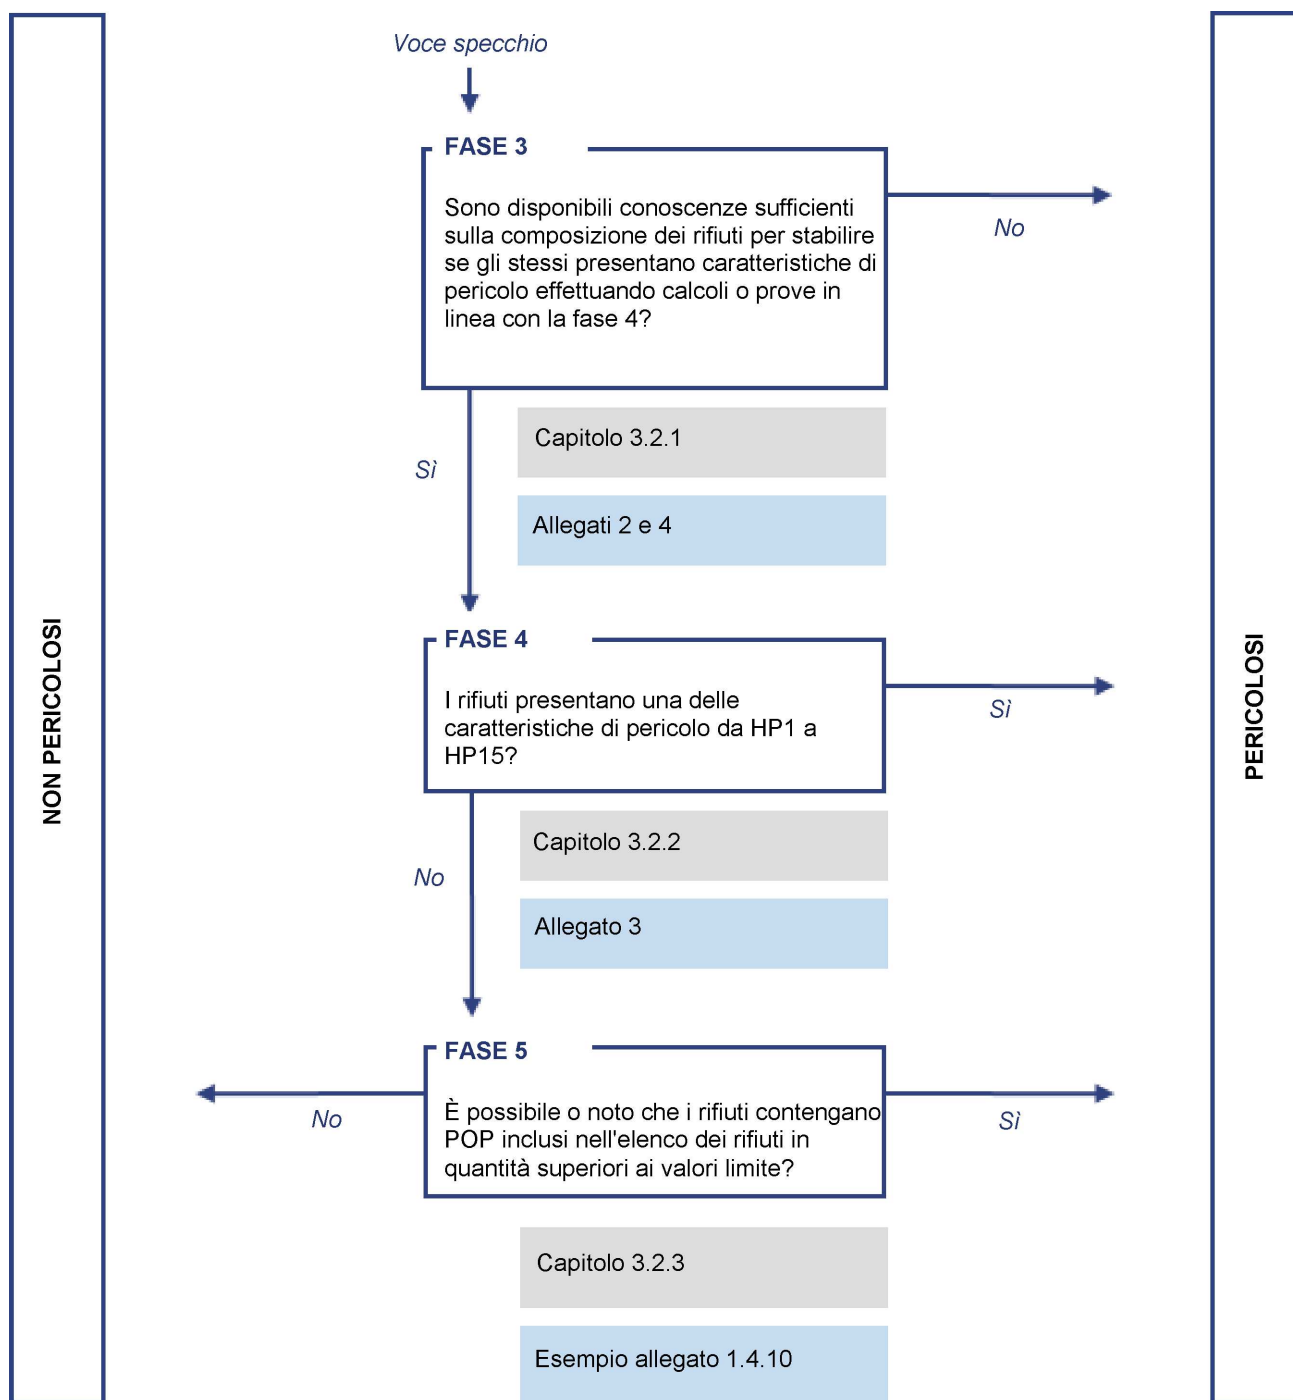 Voce specchio
FASE 3
Sono disponibili conoscenze sufficienti
sulla composizione dei rifiuti per stabilire
se gli stessi presentano caratteristiche di
pericolo effettuando calcoli o prove in
linea con la fase 4?
No
Capitolo 3.2.1
Sì
Allegati 2 e 4
NON PERICOLOSI
PERICOLOSI
FASE 4
I rifiuti presentano una delle
caratteristiche di pericolo da HP1 a
HP15?
Sì
Capitolo 3.2.2
No
Allegato 3
FASE 5
È possibile o noto che i rifiuti contengano
POP inclusi nell'elenco dei rifiuti in
quantità superiori ai valori limite?
No
Sì
Capitolo 3.2.3
Esempio allegato 1.4.10